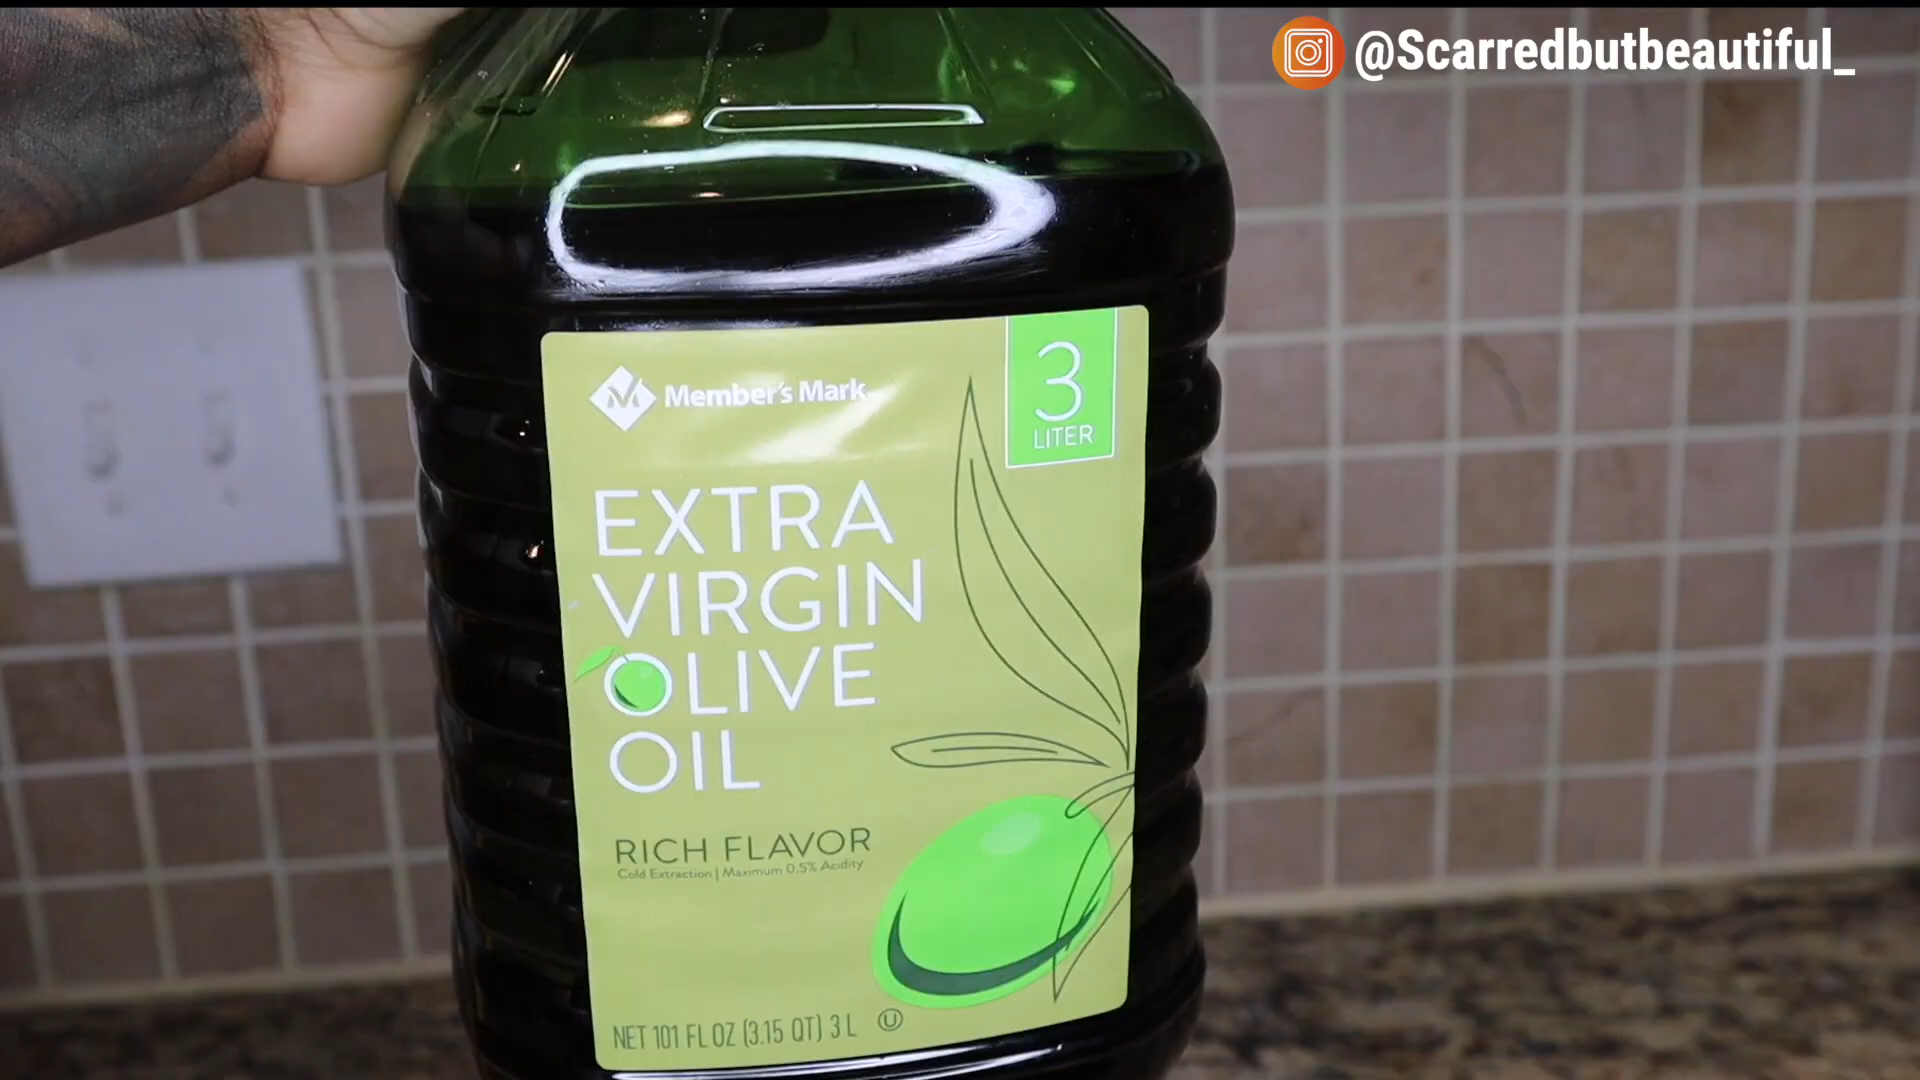 @Scarredbutbeautiful_
Member's Mark
3
LITER
EXTRA
VIRGIN
OLIVE
OIL
RICH FLAVOR
Cold Extraction | Maximum 0.5% Acidity
NET 101 FL OZ (3.15 QT) 3 L U